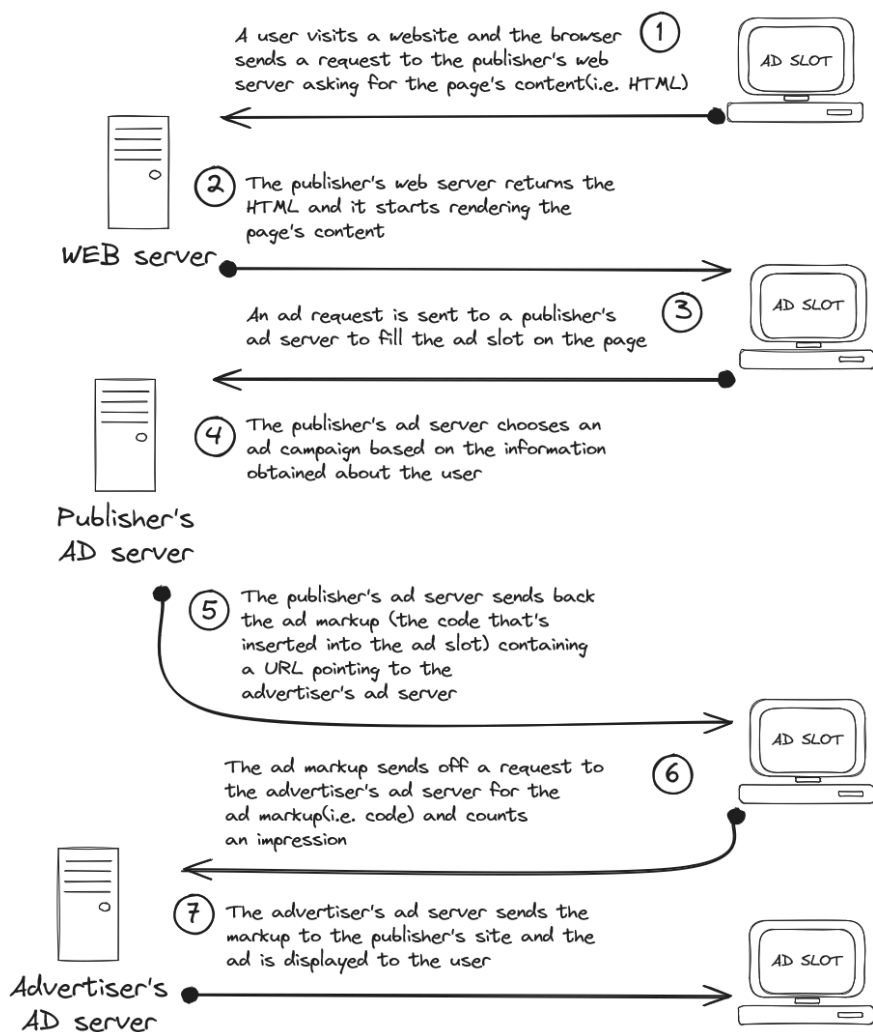 A user visits a website and the browser
sends a request to the publisher's web
server asking for the page's content(i.e. HTML)
1
AD SLOT
2
The publisher's web server returns the
HTML and it starts rendering the
page's content
WEB server
An ad request is sent to a publisher's
ad server to fill the ad slot on the page
3
AD SLOT
4
The publisher's ad server chooses an
ad campaign based on the information
obtained about the user
Publisher's
AD server
5
The publisher's ad server sends back
the ad markup (the code that's
inserted into the ad slot) containing
a URL pointing to the
advertiser's ad server
AD SLOT
The ad markup sends off a request to
the advertiser's ad server for the
ad markup(i.e. code) and counts
an impression
6
7
The advertiser's ad server sends the
markup to the publisher's site and the
ad is displayed to the user
AD SLOT
Advertiser's
AD server